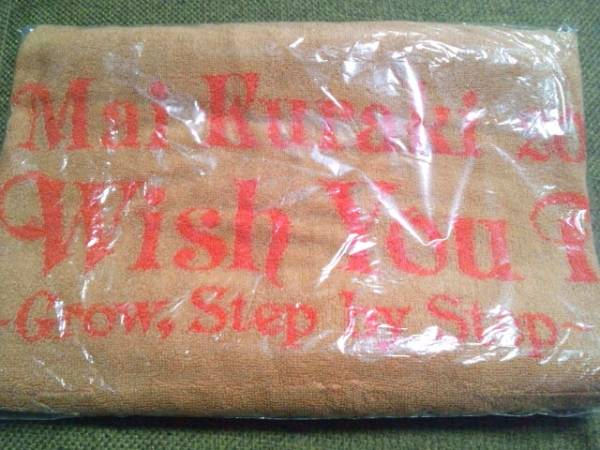 Mai Kuraki 20
Wish You
~Grow, Step by Step~